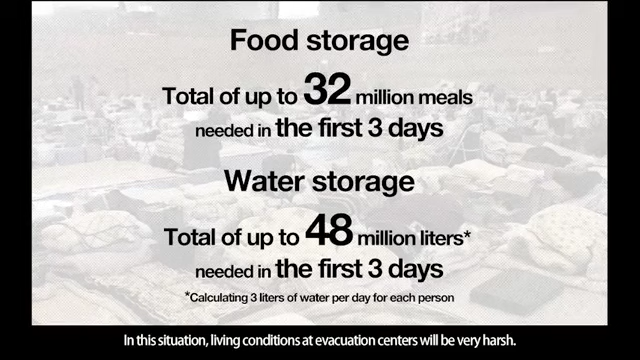 Food storage
Total of up to 32 million meals
needed in the first 3 days
Water storage
Total of up to 48 million liters*
needed in the first 3 days
*Calculating 3 liters of water per day for each person
In this situation, living conditions at evacuation centers will be very harsh.